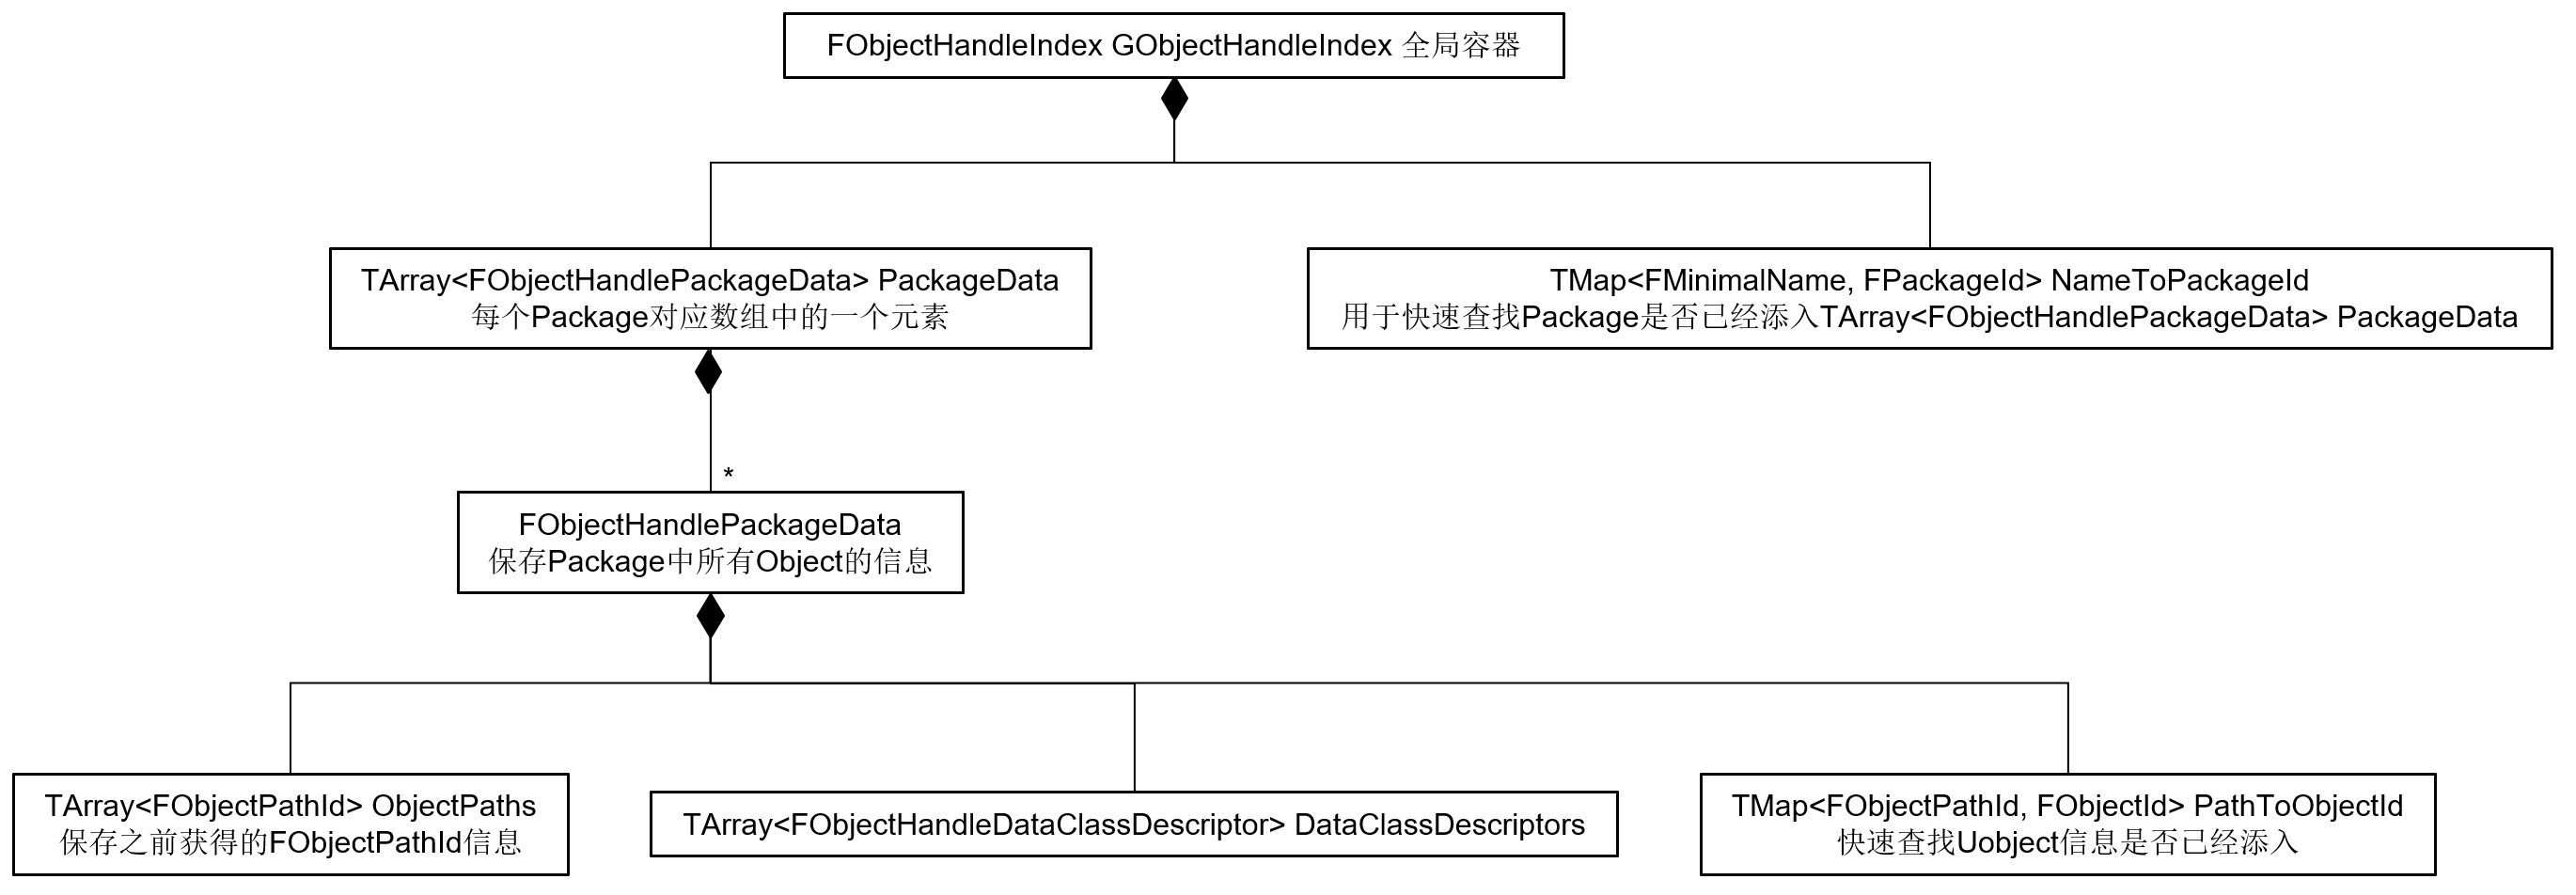 FObjectHandleIndex GObjectHandleIndex 全局容器
TArray<FObjectHandlePackageData> PackageData
每个Package对应数组中的一个元素
TMap<FMinimalName, FPackageId> NameToPackageId
用于快速查找Package是否已经添入TArray<FObjectHandlePackageData> PackageData
*
FObjectHandlePackageData
保存Package中所有Object的信息
TArray<FObjectPathId> ObjectPaths
保存之前获得的FObjectPathId信息
TArray<FObjectHandleDataClassDescriptor> DataClassDescriptors
TMap<FObjectPathId, FObjectId> PathToObjectId
快速查找Uobject信息是否已经添入